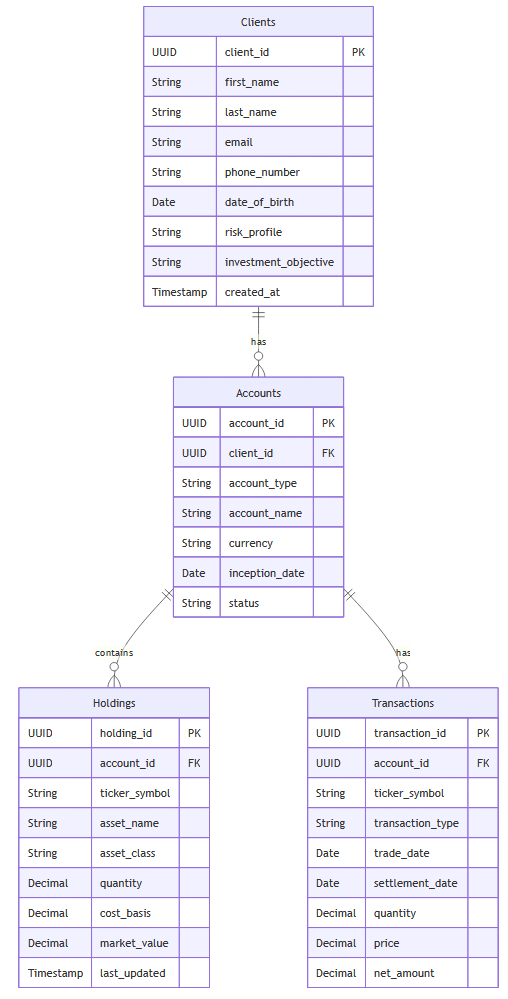 Clients
UUID client_id PK
String first_name
String last_name
String email
String phone_number
Date date_of_birth
String risk_profile
String investment_objective
Timestamp created_at
has
Accounts
UUID account_id PK
UUID client_id FK
String account_type
String account_name
String currency
Date inception_date
String status
contains
has
Holdings
UUID holding_id PK
UUID account_id FK
String ticker_symbol
String asset_name
String asset_class
Decimal quantity
Decimal cost_basis
Decimal market_value
Timestamp last_updated
Transactions
UUID transaction_id PK
UUID account_id FK
String ticker_symbol
String transaction_type
Date trade_date
Date settlement_date
Decimal quantity
Decimal price
Decimal net_amount